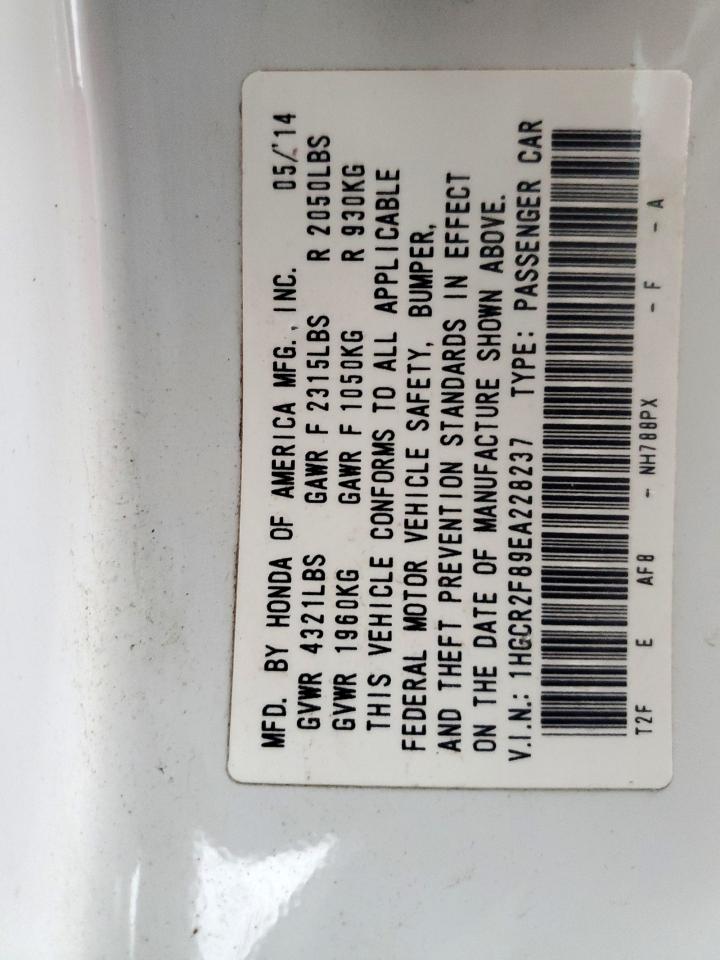 MFD. BY HONDA OF AMERICA MFG., INC. 05/'14
GVWR 4321LBS GAWR F 2315LBS R 2050LBS
GVWR 1960KG GAWR F 1050KG R 930KG
THIS VEHICLE CONFORMS TO ALL APPLICABLE
FEDERAL MOTOR VEHICLE SAFETY, BUMPER,
AND THEFT PREVENTION STANDARDS IN EFFECT
ON THE DATE OF MANUFACTURE SHOWN ABOVE.
V.I.N.: 1HGCR2F89EA228237 TYPE: PASSENGER CAR
T2F E AF8 - NH788PX - F - A